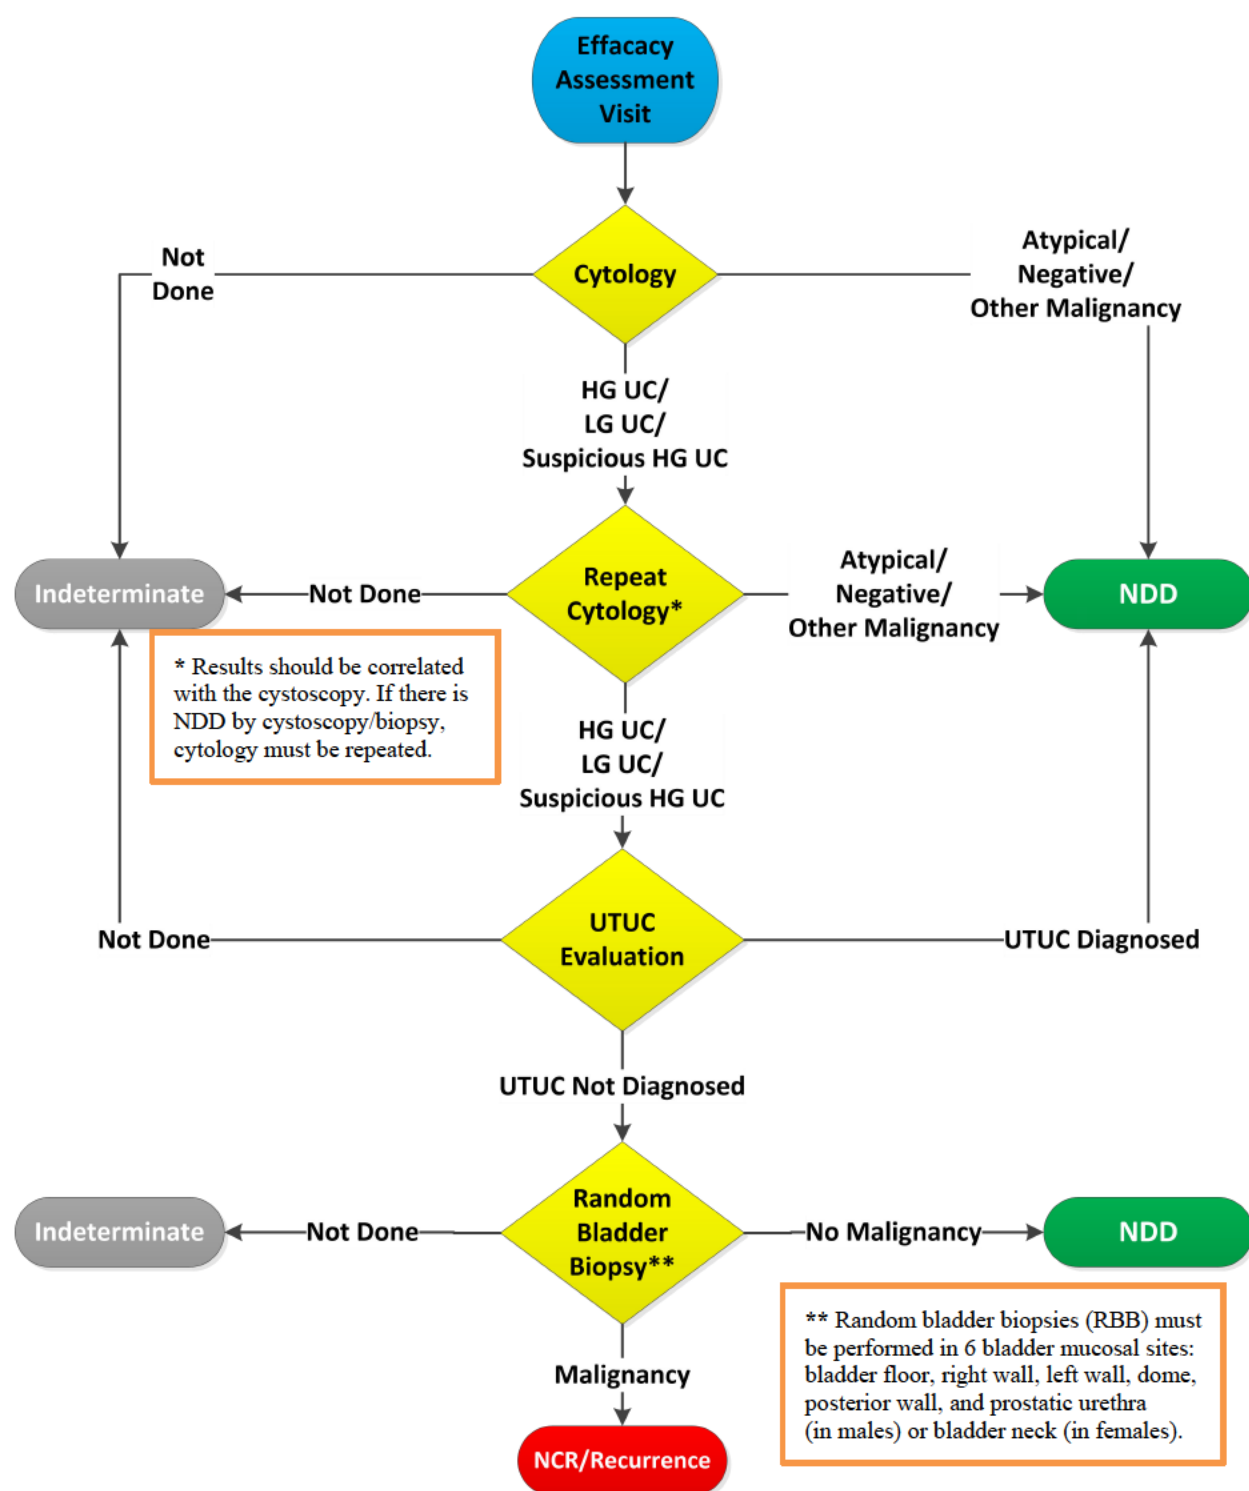 Effacacy
Assessment
Visit
Cytology
Not
Done
Atypical/
Negative/
Other Malignancy
HG UC/
LG UC/
Suspicious HG UC
Indeterminate
Not Done
Repeat
Cytology*
Atypical/
Negative/
Other Malignancy
NDD
* Results should be correlated
with the cystoscopy. If there is
NDD by cystoscopy/biopsy,
cytology must be repeated.
HG UC/
LG UC/
Suspicious HG UC
Not Done
UTUC
Evaluation
UTUC Diagnosed
UTUC Not Diagnosed
Indeterminate
Not Done
Random
Bladder
Biopsy**
No Malignancy
NDD
** Random bladder biopsies (RBB) must
be performed in 6 bladder mucosal sites:
bladder floor, right wall, left wall, dome,
posterior wall, and prostatic urethra
(in males) or bladder neck (in females).
Malignancy
NCR/Recurrence